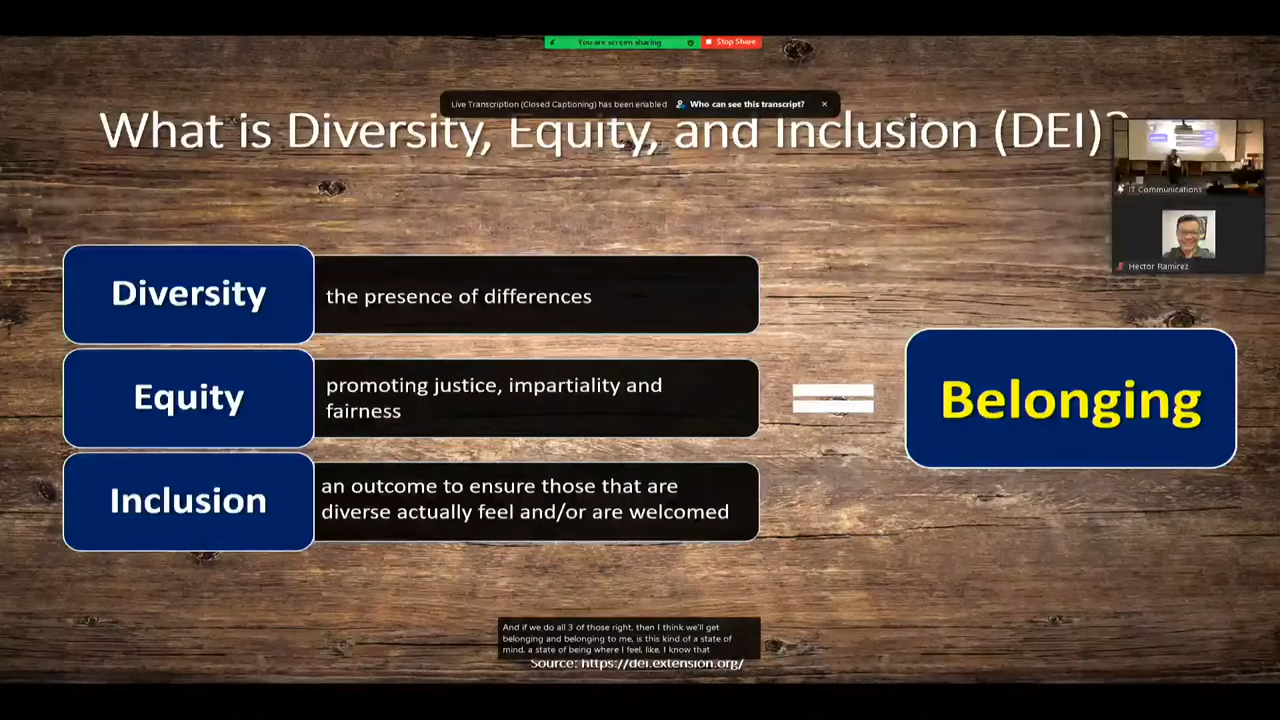 You are screen sharing
Stop Share
Live Transcription (Closed Captioning) has been enabled
Who can see this transcript?
What is Diversity, Equity, and Inclusion (DEI)?
IT Communications
Hector Ramirez
Diversity
the presence of differences
Equity
promoting justice, impartiality and
fairness
Inclusion
an outcome to ensure those that are
diverse actually feel and/or are welcomed
Belonging
And if we do all 3 of those right, then I think we'll get
belonging and belonging to me, is this kind of a state of
mind, a state of being where I feel, like, I know that
Source: https://dei.extension.org/